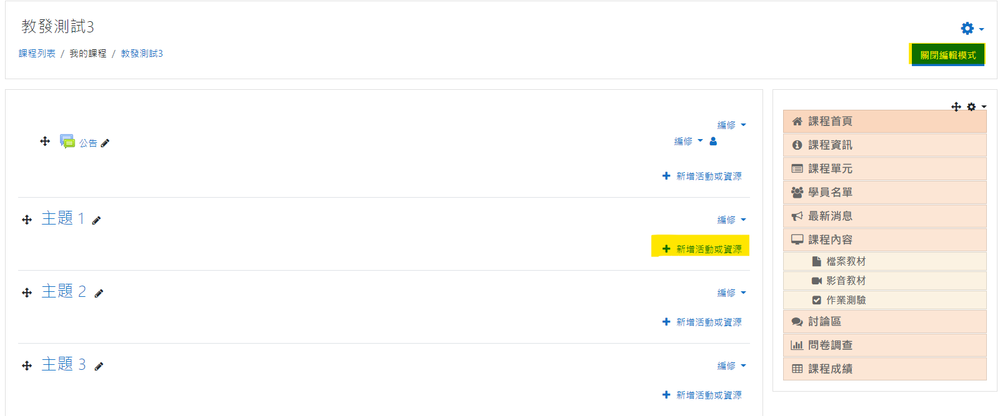 教發測試3
課程列表 / 我的課程 / 教發測試3
關閉編輯模式
編修
公告
編修
新增活動或資源
主題 1
編修
新增活動或資源
主題 2
編修
新增活動或資源
主題 3
編修
新增活動或資源
課程首頁
課程資訊
課程單元
學員名單
最新消息
課程內容
檔案教材
影音教材
作業測驗
討論區
問卷調查
課程成績